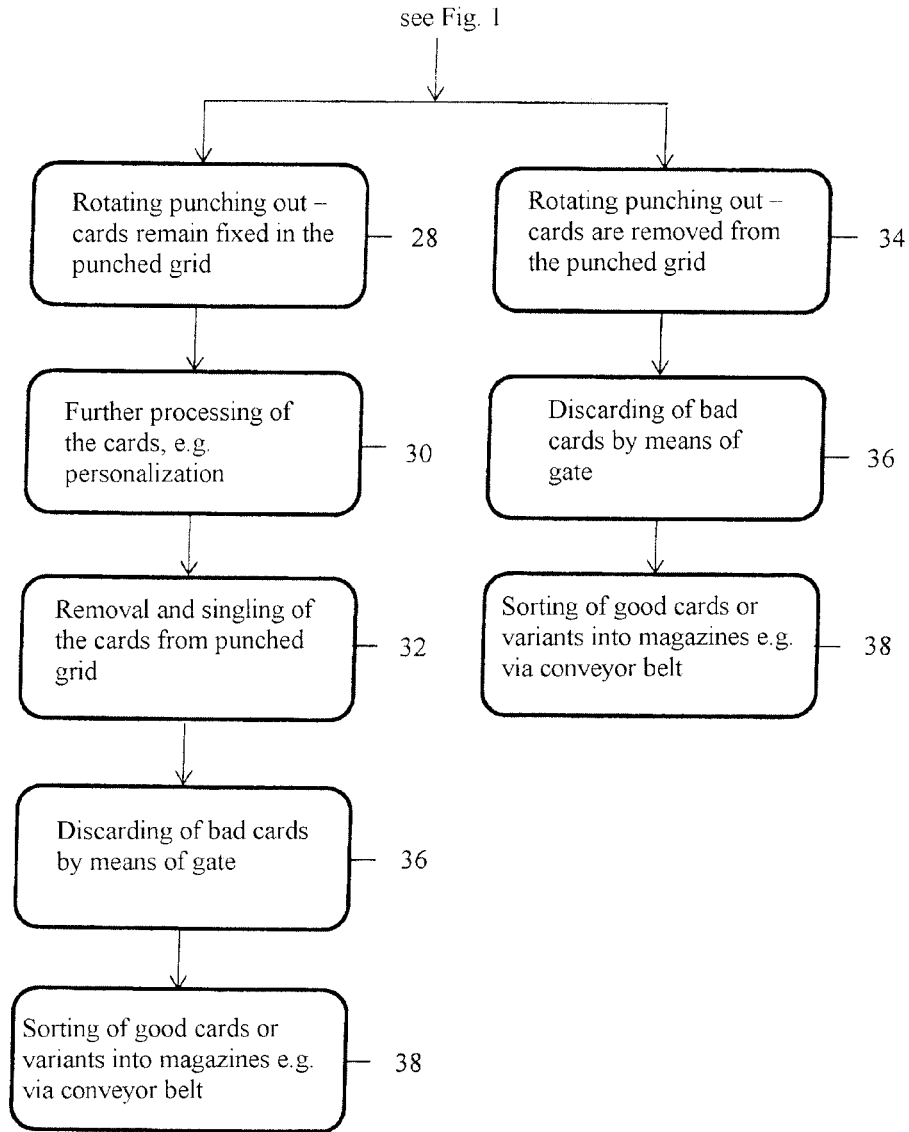 see Fig. 1
Rotating punching out –
cards remain fixed in the
punched grid
28
Further processing of
the cards, e.g.
personalization
30
Removal and singling of
the cards from punched
grid
32
Discarding of bad cards
by means of gate
36
Sorting of good cards or
variants into magazines e.g.
via conveyor belt
38
Rotating punching out –
cards are removed from
the punched grid
34
Discarding of bad
cards by means of
gate
36
Sorting of good cards or
variants into magazines e.g.
via conveyor belt
38